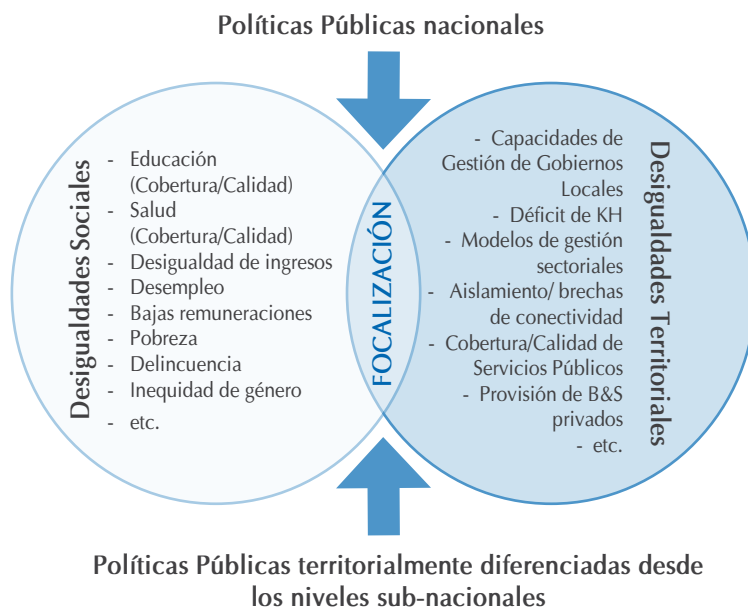 Políticas Públicas nacionales
Desigualdades Sociales
- Educación
(Cobertura/Calidad)
- Salud
(Cobertura/Calidad)
- Desigualdad de ingresos
- Desempleo
- Bajas remuneraciones
- Pobreza
- Delincuencia
- Inequidad de género
- etc.
FOCALIZACIÓN
- Capacidades de
Gestión de Gobiernos
Locales
- Déficit de KH
- Modelos de gestión
sectoriales
- Aislamiento/ brechas
de conectividad
- Cobertura/Calidad de
Servicios Públicos
- Provisión de B&S
privados
- etc.
Desigualdades Territoriales
Políticas Públicas territorialmente diferenciadas desde
los niveles sub-nacionales